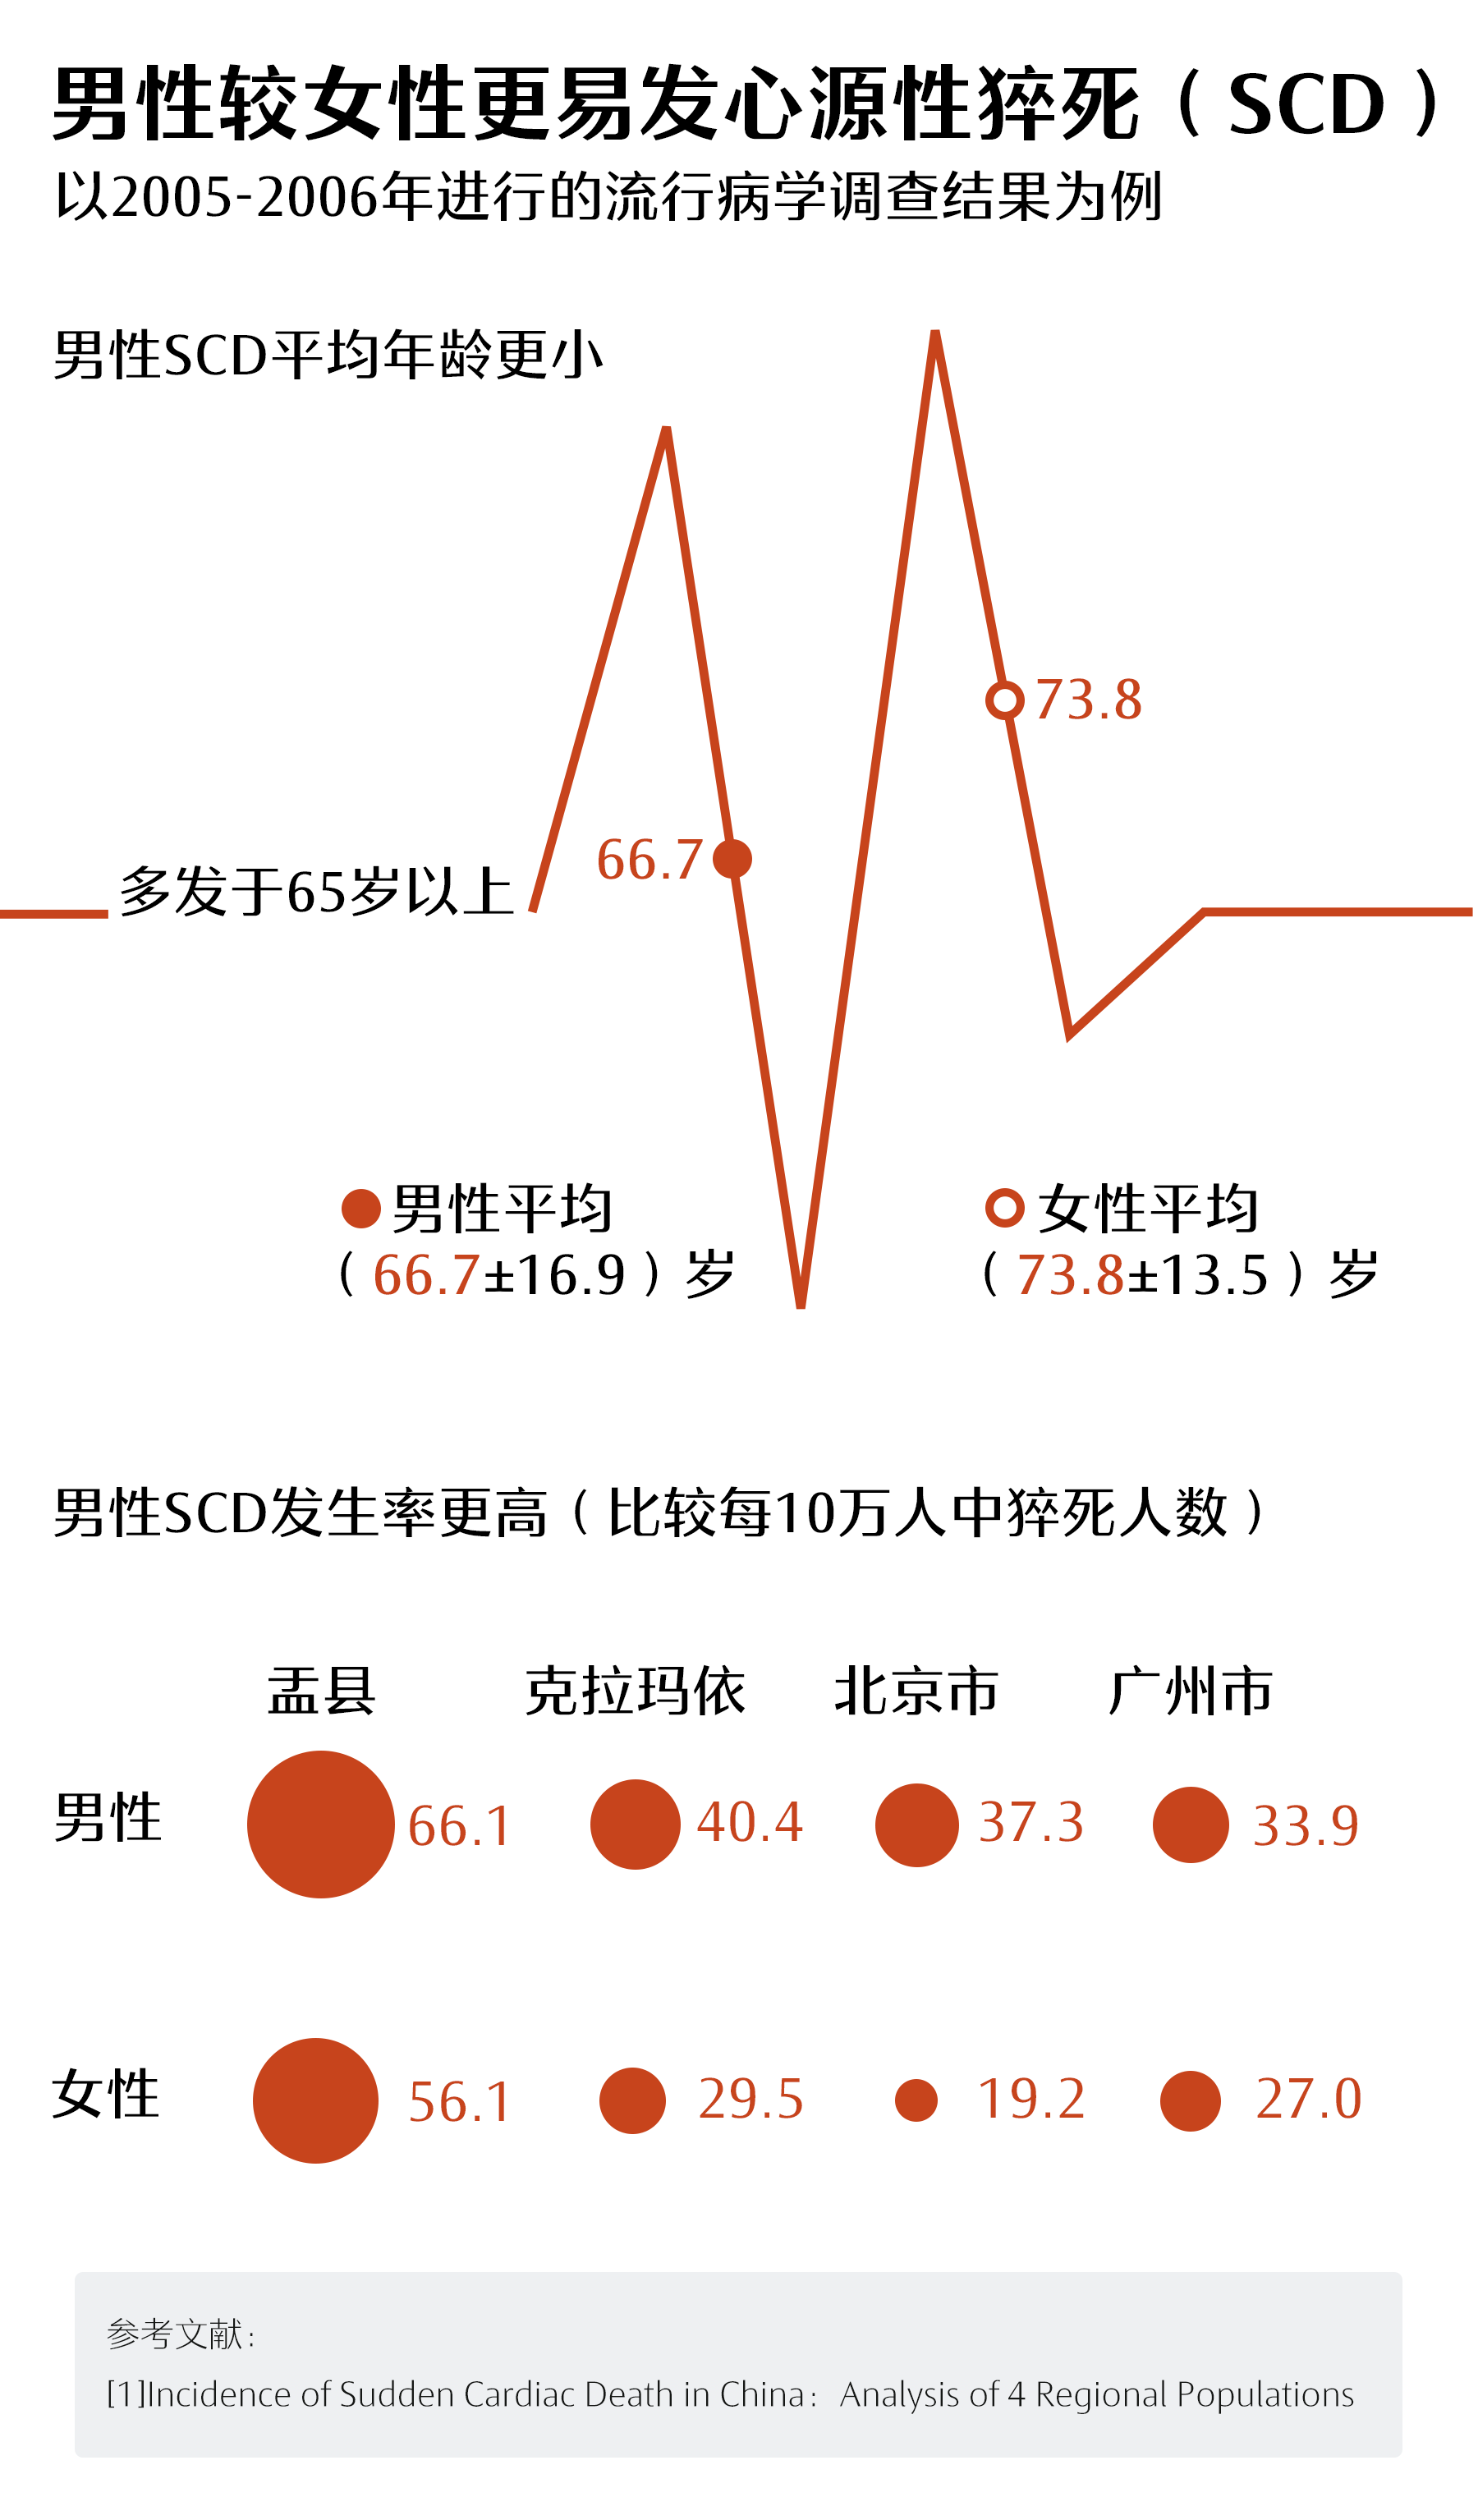 男性较女性更易发心源性猝死（SCD）
以2005-2006年进行的流行病学调查结果为例
男性SCD平均年龄更小
73.8
66.7
多发于65岁以上
男性平均
（66.7±16.9）岁
女性平均
（73.8±13.5）岁
男性SCD发生率更高（比较每10万人中猝死人数）
盂县 克拉玛依 北京市 广州市
男性 66.1 40.4 37.3 33.9
女性 56.1 29.5 19.2 27.0
参考文献：
[1]Incidence of Sudden Cardiac Death in China：Analysis of 4 Regional Populations